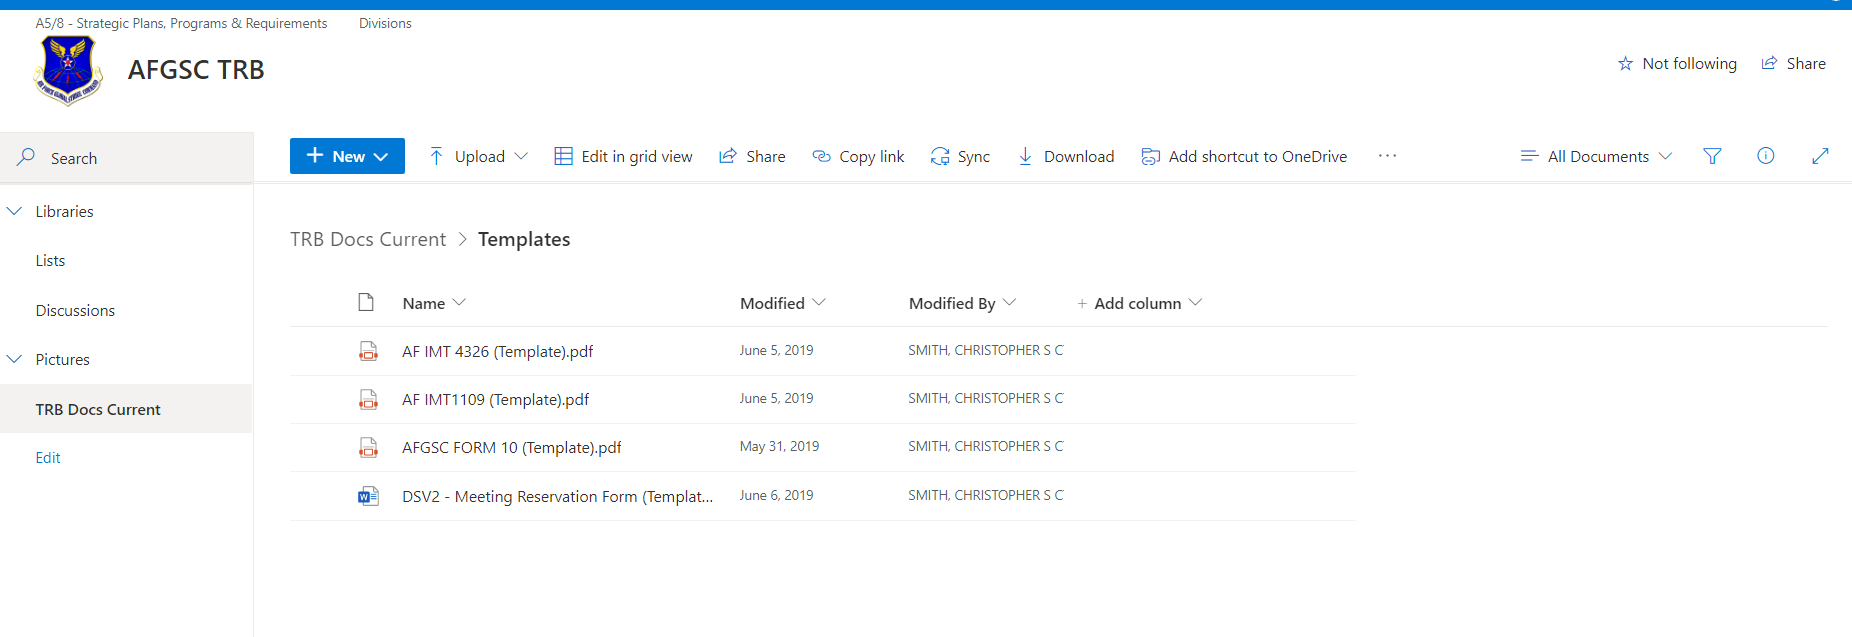 A5/8 - Strategic Plans, Programs & Requirements Divisions
AFGSC TRB
Not following Share
Search
New Upload Edit in grid view Share Copy link Sync Download Add shortcut to OneDrive ··· All Documents
Libraries
Lists
Discussions
Pictures
TRB Docs Current
Edit
TRB Docs Current > Templates
Name Modified Modified By + Add column
AF IMT 4326 (Template).pdf June 5, 2019 SMITH, CHRISTOPHER S C
AF IMT1109 (Template).pdf June 5, 2019 SMITH, CHRISTOPHER S C
AFGSC FORM 10 (Template).pdf May 31, 2019 SMITH, CHRISTOPHER S C
DSV2 - Meeting Reservation Form (Templat... June 6, 2019 SMITH, CHRISTOPHER S C